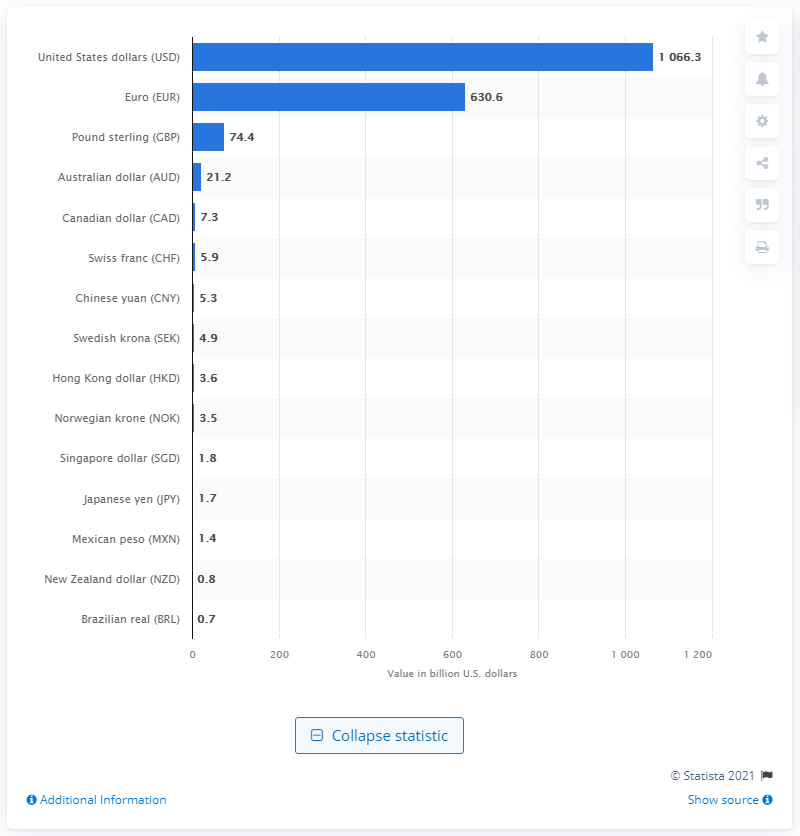 United States dollars (USD) 1 066.3
Euro (EUR) 630.6
Pound sterling (GBP) 74.4
Australian dollar (AUD) 21.2
Canadian dollar (CAD) 7.3
Swiss franc (CHF) 5.9
Chinese yuan (CNY) 5.3
Swedish krona (SEK) 4.9
Hong Kong dollar (HKD) 3.6
Norwegian krone (NOK) 3.5
Singapore dollar (SGD) 1.8
Japanese yen (JPY) 1.7
Mexican peso (MXN) 1.4
New Zealand dollar (NZD) 0.8
Brazilian real (BRL) 0.7
0 200 400 600 800 1 000 1 200
Value in billion U.S. dollars
Collapse statistic
© Statista 2021
Additional Information Show source